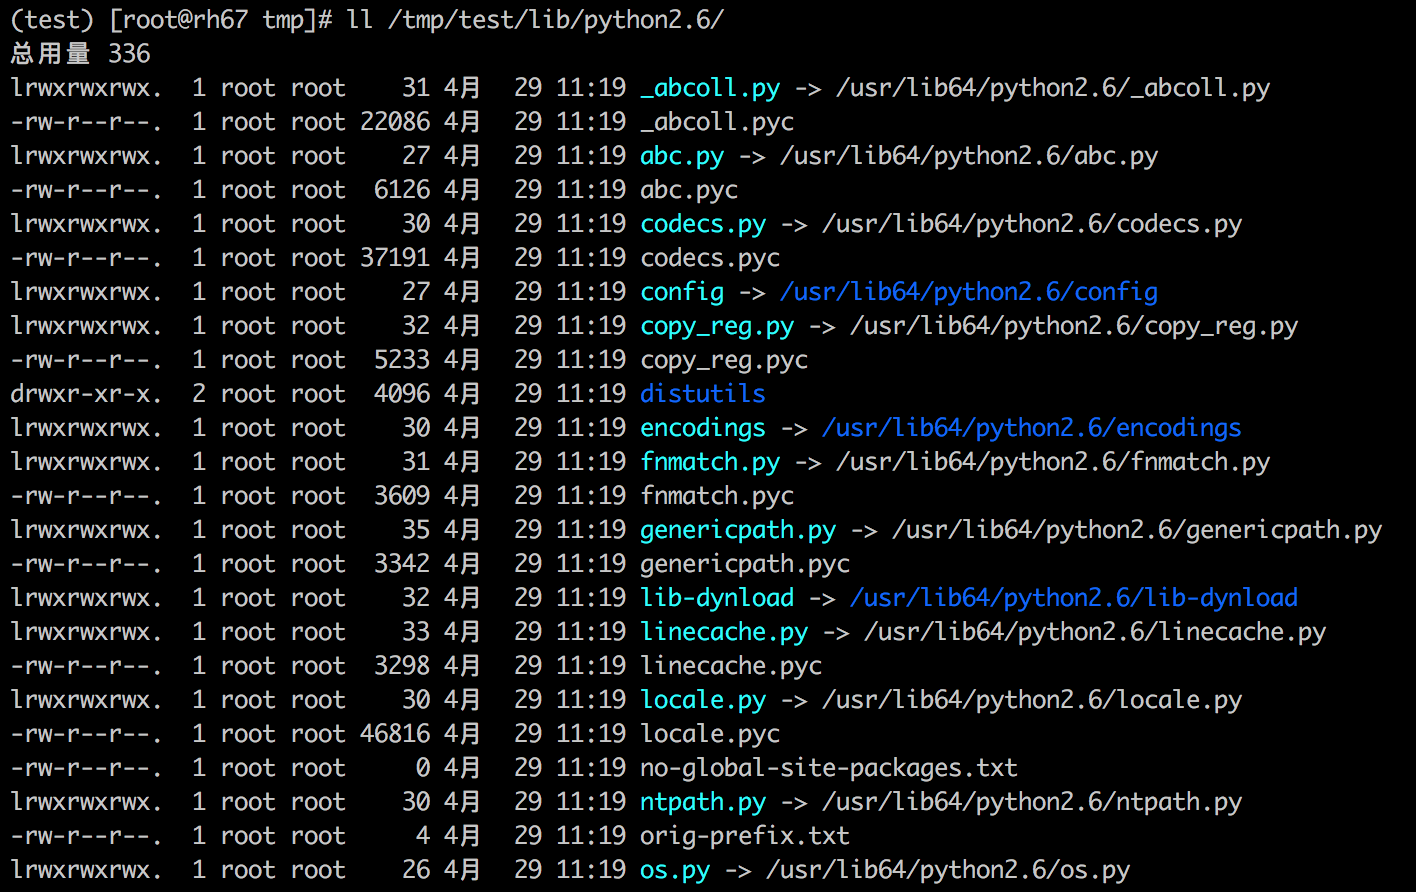 (test) [root@rh67 tmp]# ll /tmp/test/lib/python2.6/
总用量 336
lrwxrwxrwx.  1 root root    31 4月  29 11:19 _abcoll.py -> /usr/lib64/python2.6/_abcoll.py
-rw-r--r--.  1 root root 22086 4月  29 11:19 _abcoll.pyc
lrwxrwxrwx.  1 root root    27 4月  29 11:19 abc.py -> /usr/lib64/python2.6/abc.py
-rw-r--r--.  1 root root  6126 4月  29 11:19 abc.pyc
lrwxrwxrwx.  1 root root    30 4月  29 11:19 codecs.py -> /usr/lib64/python2.6/codecs.py
-rw-r--r--.  1 root root 37191 4月  29 11:19 codecs.pyc
lrwxrwxrwx.  1 root root    27 4月  29 11:19 config -> /usr/lib64/python2.6/config
lrwxrwxrwx.  1 root root    32 4月  29 11:19 copy_reg.py -> /usr/lib64/python2.6/copy_reg.py
-rw-r--r--.  1 root root  5233 4月  29 11:19 copy_reg.pyc
drwxr-xr-x.  2 root root  4096 4月  29 11:19 distutils
lrwxrwxrwx.  1 root root    30 4月  29 11:19 encodings -> /usr/lib64/python2.6/encodings
lrwxrwxrwx.  1 root root    31 4月  29 11:19 fnmatch.py -> /usr/lib64/python2.6/fnmatch.py
-rw-r--r--.  1 root root  3609 4月  29 11:19 fnmatch.pyc
lrwxrwxrwx.  1 root root    35 4月  29 11:19 genericpath.py -> /usr/lib64/python2.6/genericpath.py
-rw-r--r--.  1 root root  3342 4月  29 11:19 genericpath.pyc
lrwxrwxrwx.  1 root root    32 4月  29 11:19 lib-dynload -> /usr/lib64/python2.6/lib-dynload
lrwxrwxrwx.  1 root root    33 4月  29 11:19 linecache.py -> /usr/lib64/python2.6/linecache.py
-rw-r--r--.  1 root root  3298 4月  29 11:19 linecache.pyc
lrwxrwxrwx.  1 root root    30 4月  29 11:19 locale.py -> /usr/lib64/python2.6/locale.py
-rw-r--r--.  1 root root 46816 4月  29 11:19 locale.pyc
-rw-r--r--.  1 root root     0 4月  29 11:19 no-global-site-packages.txt
lrwxrwxrwx.  1 root root    30 4月  29 11:19 ntpath.py -> /usr/lib64/python2.6/ntpath.py
-rw-r--r--.  1 root root     4 4月  29 11:19 orig-prefix.txt
lrwxrwxrwx.  1 root root    26 4月  29 11:19 os.py -> /usr/lib64/python2.6/os.py